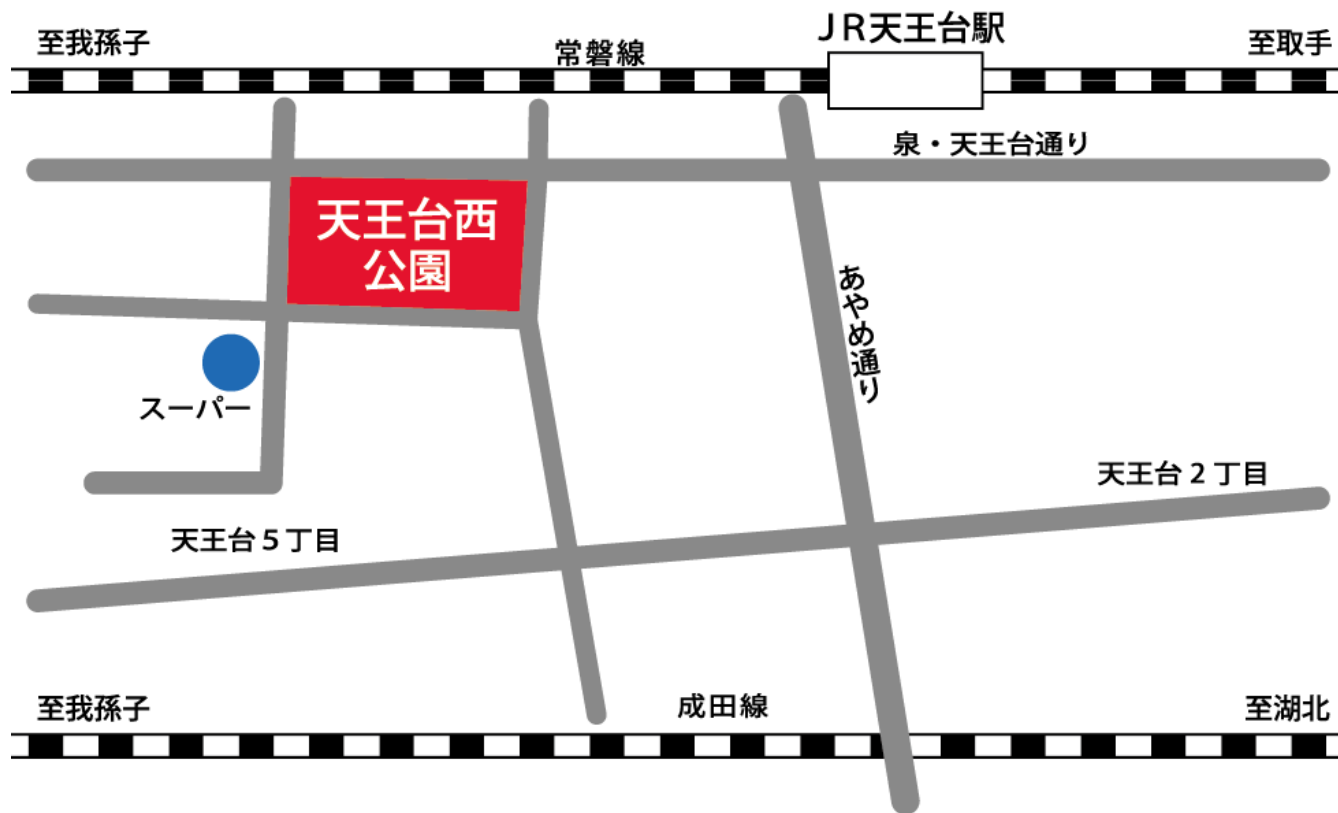 至我孫子
常磐線
ＪＲ天王台駅
至取手
泉・天王台通り
天王台西
公園
あやめ通り
スーパー
天王台２丁目
天王台５丁目
至我孫子
成田線
至湖北